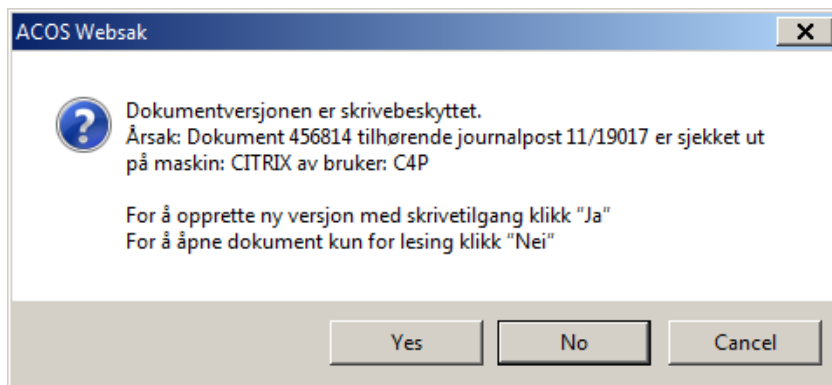 ACOS Websak
Dokumentversjonen er skrivebeskyttet.
Årsak: Dokument 456814 tilhørende journalpost 11/19017 er sjekket ut
på maskin: CITRIX av bruker: C4P
For å opprette ny versjon med skrivetilgang klikk "Ja"
For å åpne dokument kun for lesing klikk "Nei"
Yes No Cancel